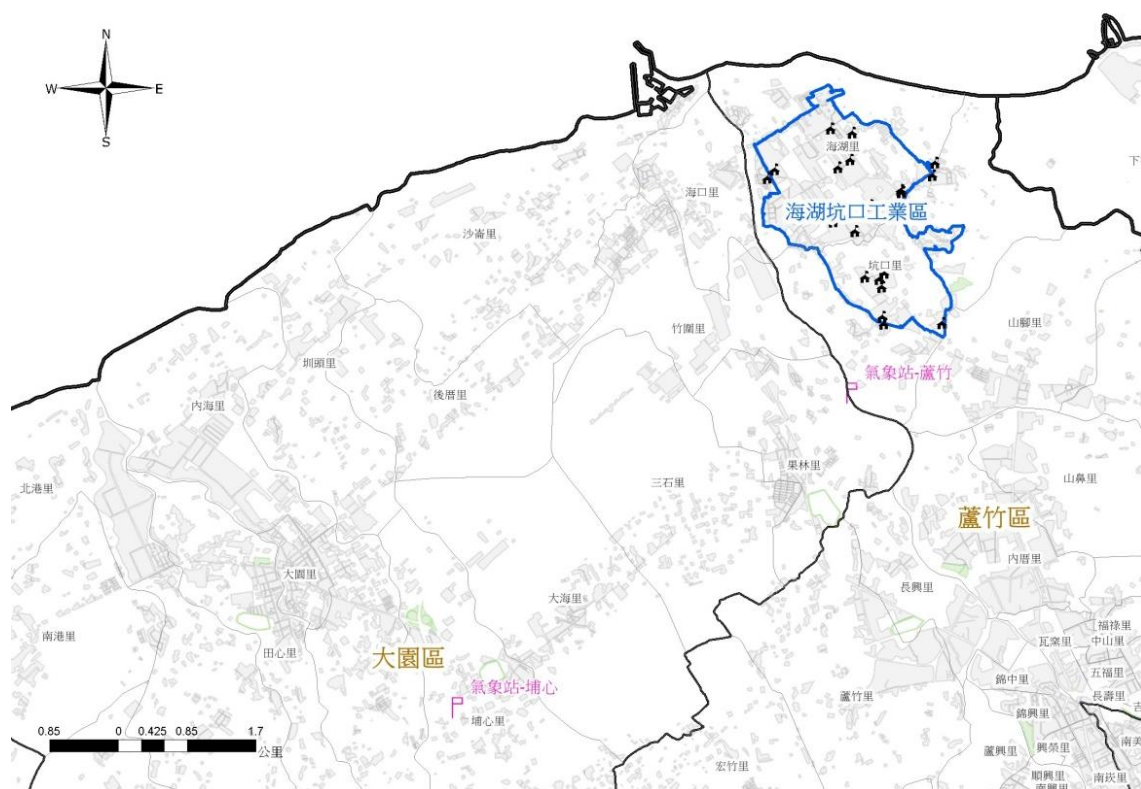 N
W E
S
海湖里
下
海口里
海湖坑口工業區
沙崙里
坑口里
竹圍里
山腳里
圳頭里
氣象站-蘆竹
後厝里
內海里
果林里
山鼻里
北港里
三石里
蘆竹區
內厝里
大園里
長興里
大海里
福祿里
南港里
瓦窯里
中山里
田心里
大園區
五福里
錦中里
氣象站-埔心
蘆竹里
長壽里
吉
錦興里
埔心里
0.85 0 0.425 0.85 1.7
公里
南美
蘆興里
興榮里
宏竹里
順興里
南崁里